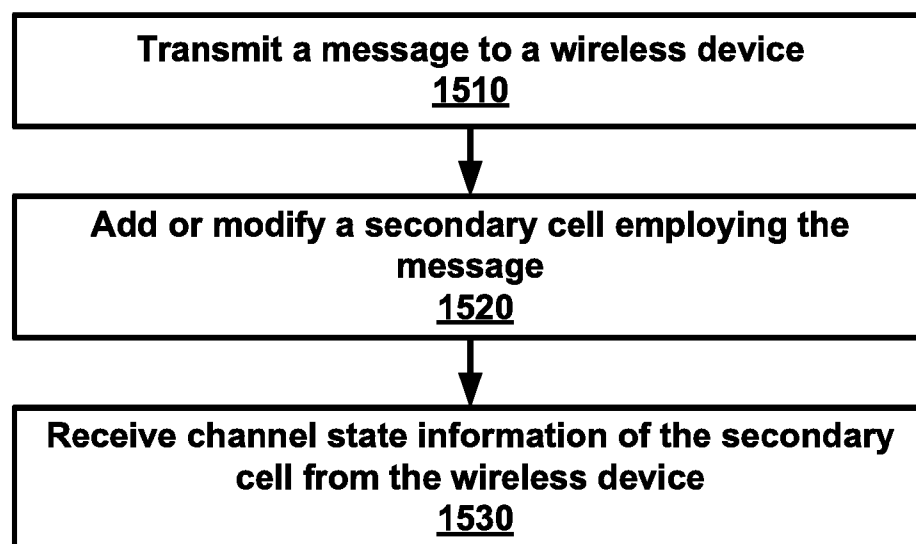 Transmit a message to a wireless device
1510
Add or modify a secondary cell employing the
message
1520
Receive channel state information of the secondary
cell from the wireless device
1530